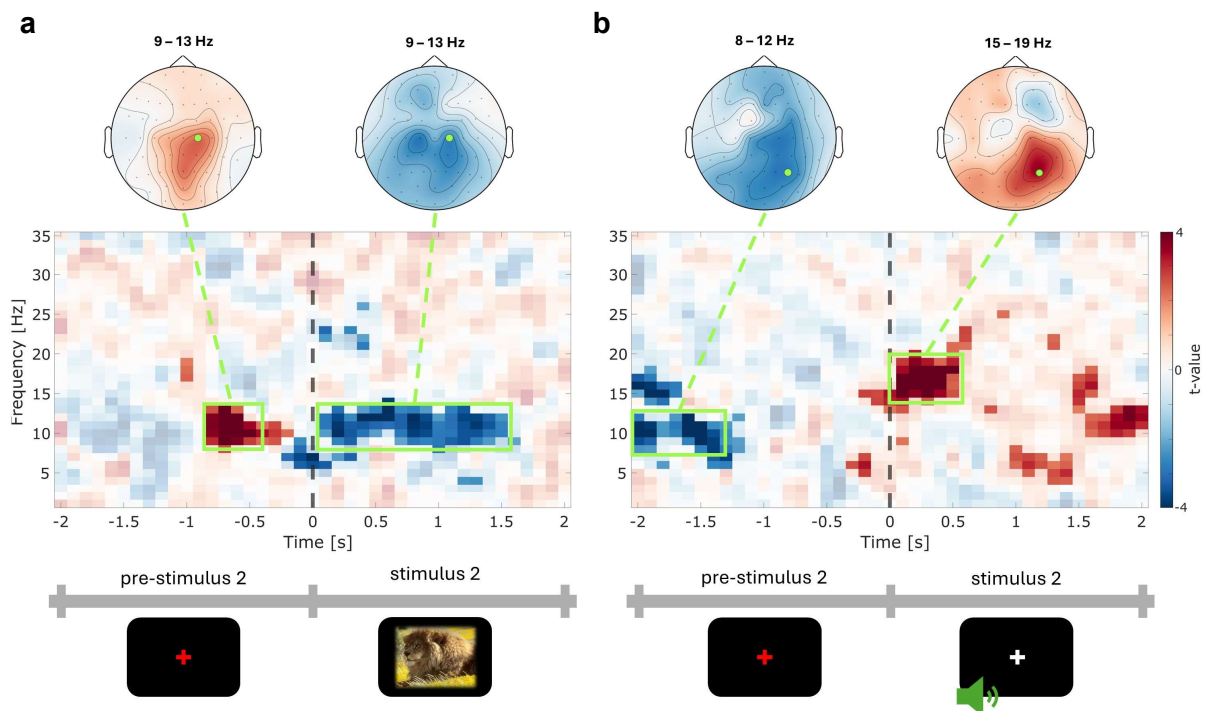 a
9 – 13 Hz
9 – 13 Hz
b
8 – 12 Hz
15 – 19 Hz
35
30
25
20
15
10
5
Frequency [Hz]
-2 -1.5 -1 -0.5 0 0.5 1 1.5 2
Time [s]
35
30
25
20
15
10
5
-2 -1.5 -1 -0.5 0 0.5 1 1.5 2
Time [s]
4
0
-4
t-value
pre-stimulus 2
stimulus 2
pre-stimulus 2
stimulus 2